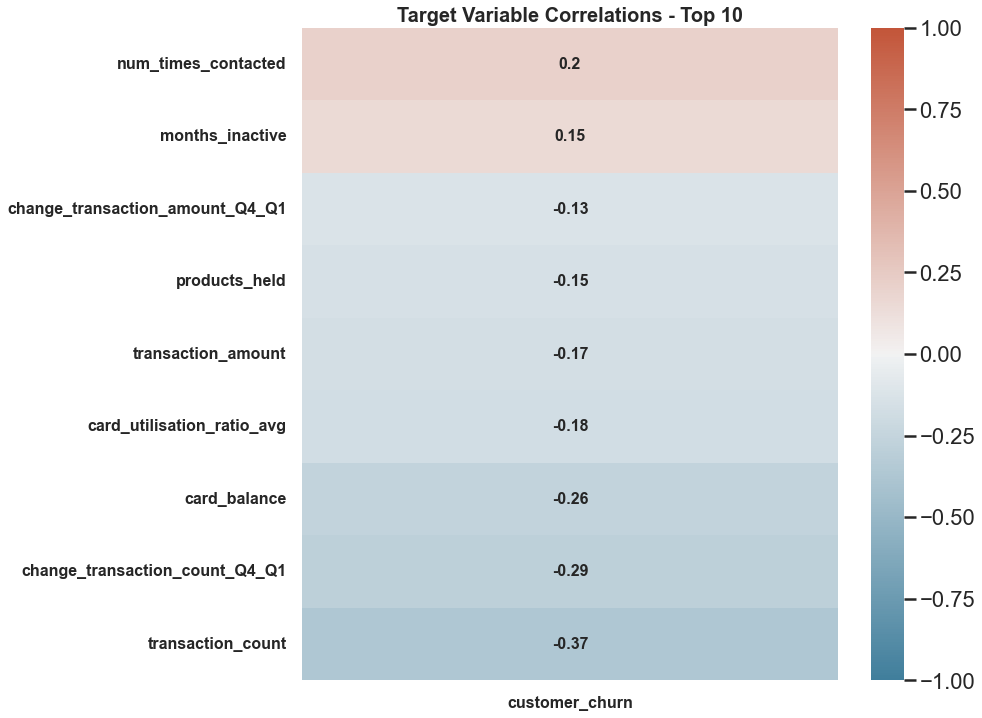 Target Variable Correlations - Top 10
num_times_contacted
0.2
months_inactive
0.15
change_transaction_amount_Q4_Q1
-0.13
products_held
-0.15
transaction_amount
-0.17
card_utilisation_ratio_avg
-0.18
card_balance
-0.26
change_transaction_count_Q4_Q1
-0.29
transaction_count
-0.37
customer_churn
1.00
0.75
0.50
0.25
0.00
−0.25
−0.50
−0.75
−1.00